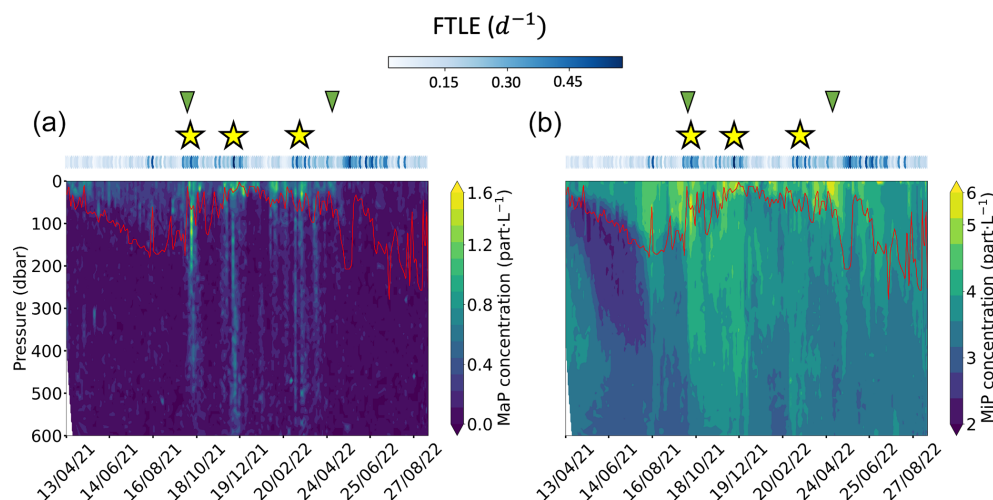 FTLE (d⁻¹)
0.15 0.30 0.45
(a)
(b)
0
100
200
300
400
500
600
Pressure (dbar)
13/04/21 14/06/21 16/08/21 18/10/21 19/12/21 20/02/22 24/04/22 25/06/22 27/08/22
1.6
1.2
0.8
0.4
0.0
MaP concentration (part·L⁻¹)
13/04/21 14/06/21 16/08/21 18/10/21 19/12/21 20/02/22 24/04/22 25/06/22 27/08/22
6
5
4
3
2
MiP concentration (part·L⁻¹)